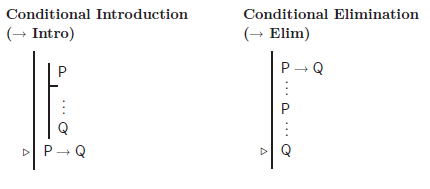 Conditional Introduction
(→ Intro)
P
⋮
Q
▷ P → Q
Conditional Elimination
(→ Elim)
P → Q
⋮
P
⋮
▷ Q